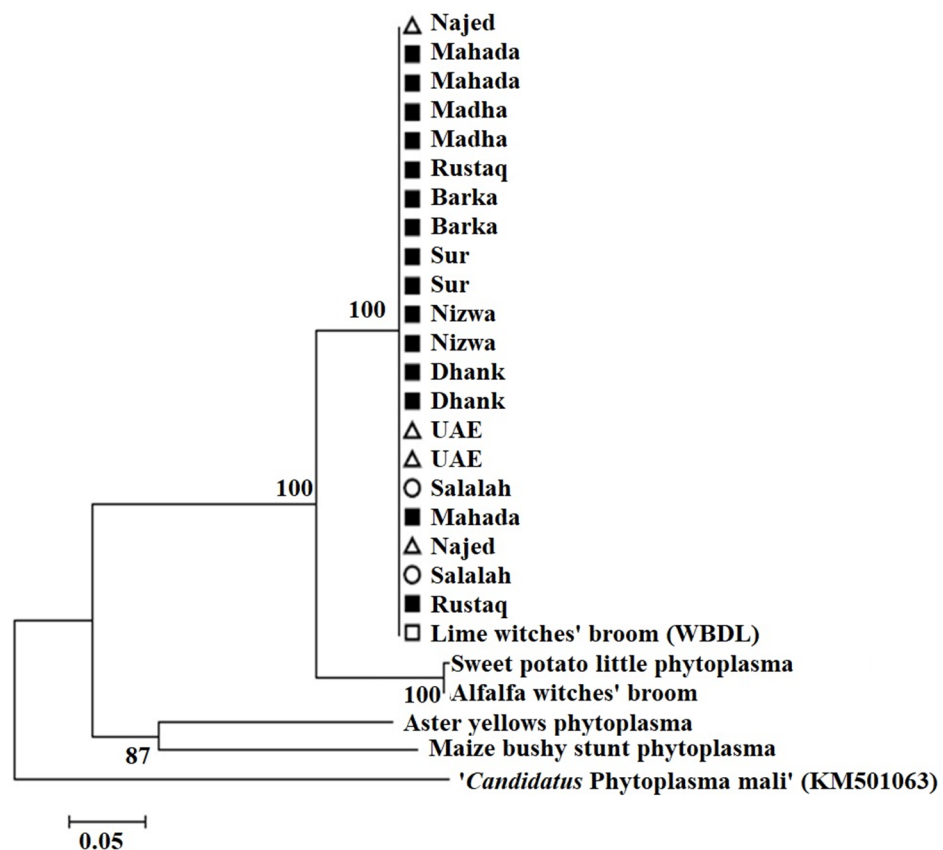 Najed
Mahada
Mahada
Madha
Madha
Rustaq
Barka
Barka
Sur
Sur
Nizwa
Nizwa
Dhank
Dhank
UAE
UAE
Salalah
Mahada
Najed
Salalah
Rustaq
Lime witches' broom (WBDL)
Sweet potato little phytoplasma
Alfalfa witches' broom
Aster yellows phytoplasma
Maize bushy stunt phytoplasma
'Candidatus Phytoplasma mali' (KM501063)
100
100
100
87
0.05